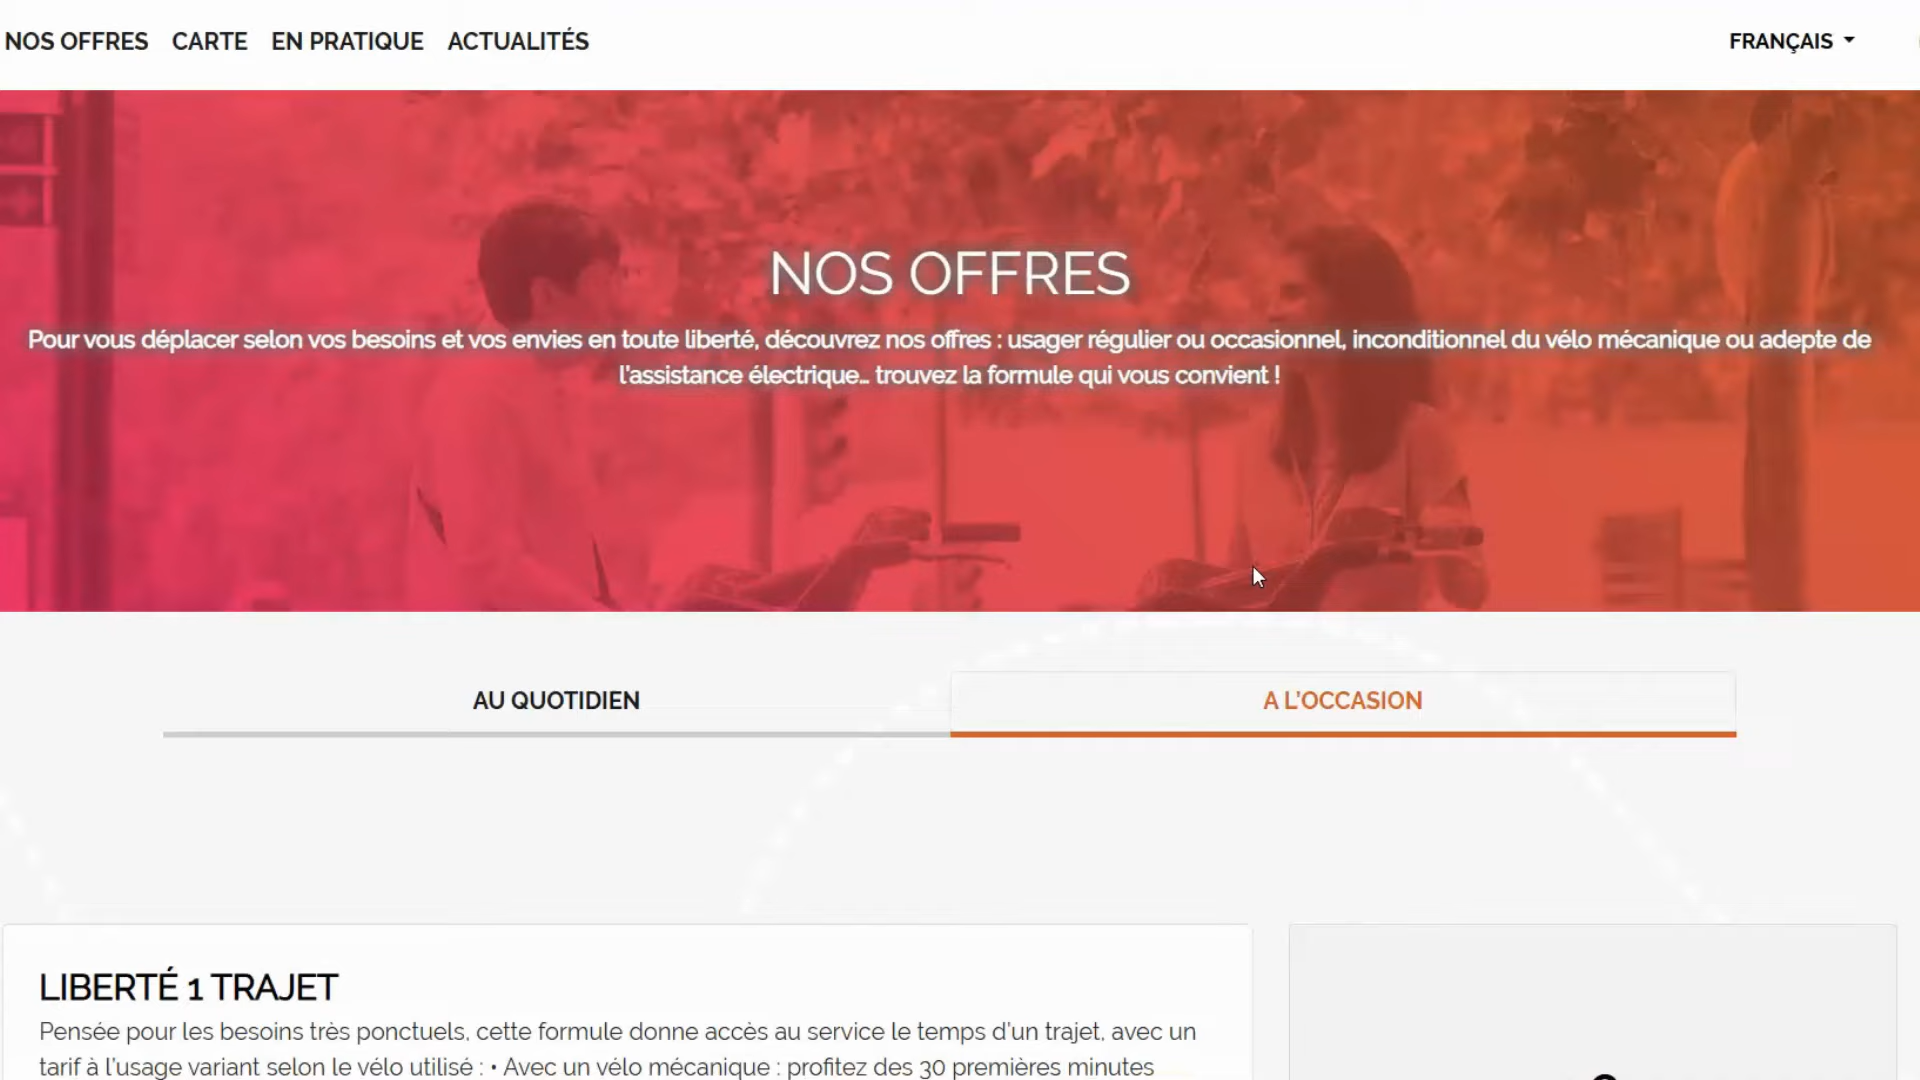 NOS OFFRES CARTE EN PRATIQUE ACTUALITÉS FRANÇAIS
NOS OFFRES
Pour vous déplacer selon vos besoins et vos envies en toute liberté, découvrez nos offres : usager régulier ou occasionnel, inconditionnel du vélo mécanique ou adepte de
l'assistance électrique… trouvez la formule qui vous convient !
AU QUOTIDIEN A L'OCCASION
LIBERTÉ 1 TRAJET
Pensée pour les besoins très ponctuels, cette formule donne accès au service le temps d'un trajet, avec un
tarif à l'usage variant selon le vélo utilisé : • Avec un vélo mécanique : profitez des 30 premières minutes